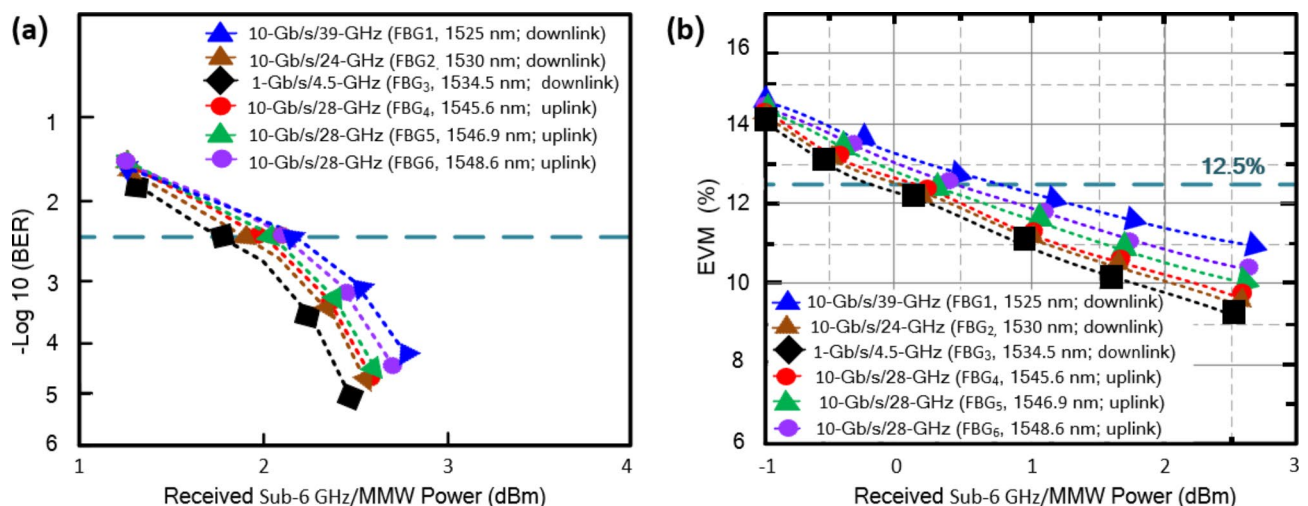 (a)
10-Gb/s/39-GHz (FBG1, 1525 nm; downlink)
10-Gb/s/24-GHz (FBG2, 1530 nm; downlink)
1-Gb/s/4.5-GHz (FBG3, 1534.5 nm; downlink)
10-Gb/s/28-GHz (FBG4, 1545.6 nm; uplink)
10-Gb/s/28-GHz (FBG5, 1546.9 nm; uplink)
10-Gb/s/28-GHz (FBG6, 1548.6 nm; uplink)
-Log 10 (BER)
1
2
3
4
5
6
1 2 3 4
Received Sub-6 GHz/MMW Power (dBm)
(b)
16
14
12
10
8
6
EVM (%)
12.5%
10-Gb/s/39-GHz (FBG1, 1525 nm; downlink)
10-Gb/s/24-GHz (FBG2, 1530 nm; downlink)
1-Gb/s/4.5-GHz (FBG3, 1534.5 nm; downlink)
10-Gb/s/28-GHz (FBG4, 1545.6 nm; uplink)
10-Gb/s/28-GHz (FBG5, 1546.9 nm; uplink)
10-Gb/s/28-GHz (FBG6, 1548.6 nm; uplink)
-1 0 1 2 3
Received Sub-6 GHz/MMW Power (dBm)